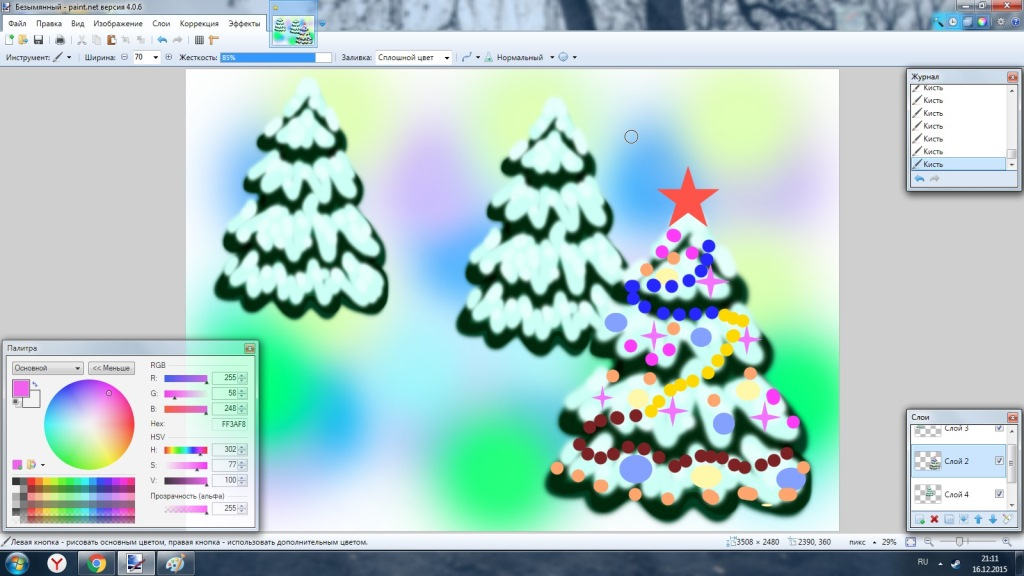 Безымянный - paint.net версия 4.0.6
Файл Правка Вид Изображение Слои Коррекция Эффекты
Инструмент: Ширина: 70 Жесткость: 85% Заливка: Сплошной цвет Нормальный
Журнал
Кисть
Кисть
Кисть
Кисть
Кисть
Кисть
Кисть
Палитра
Основной << Меньше
RGB
R: 255
G: 58
B: 248
Hex: FF3AF8
HSV
H: 302
S: 77
V: 100
Прозрачность (альфа)
255
Слои
Слой 3
Слой 2
Слой 4
Левая кнопка - рисовать основным цветом, правая кнопка - использовать дополнительным цветом. 3508 × 2480 2390, 360 пикс 29%
RU 21:11
16.12.2015